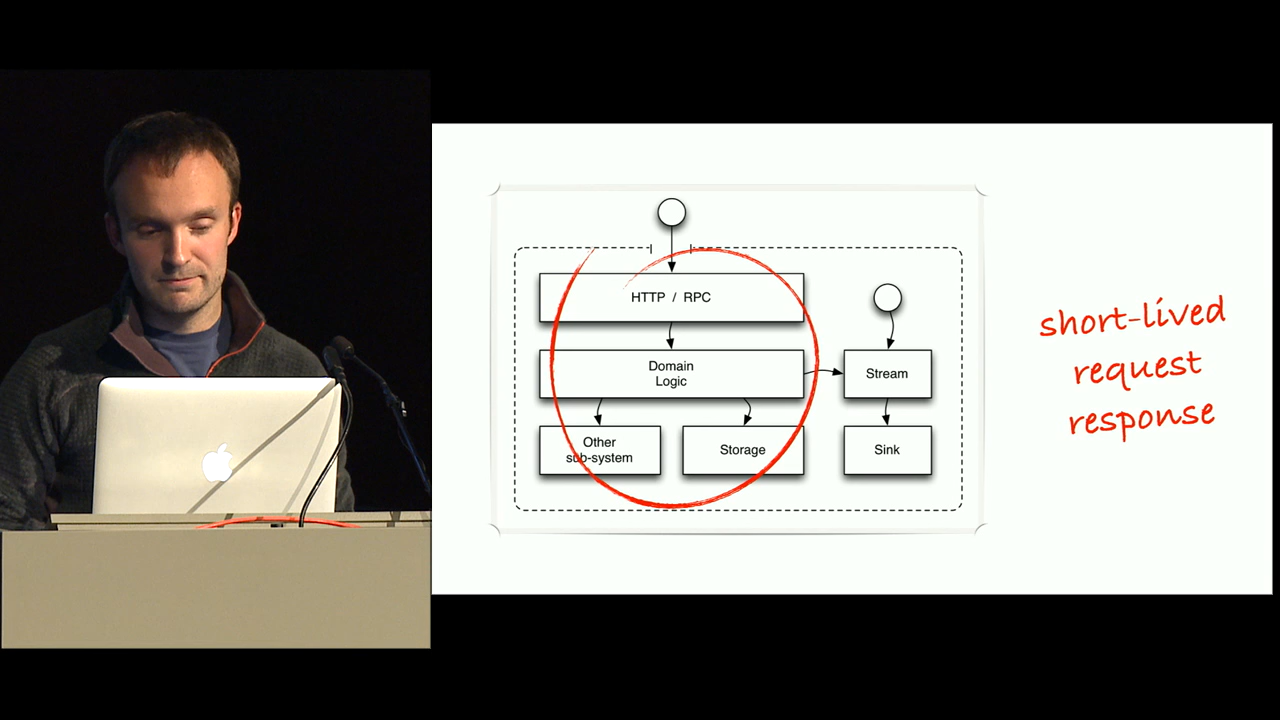 HTTP / RPC
Domain
Logic
Stream
Other
sub-system
Storage
Sink
short-lived
request
response